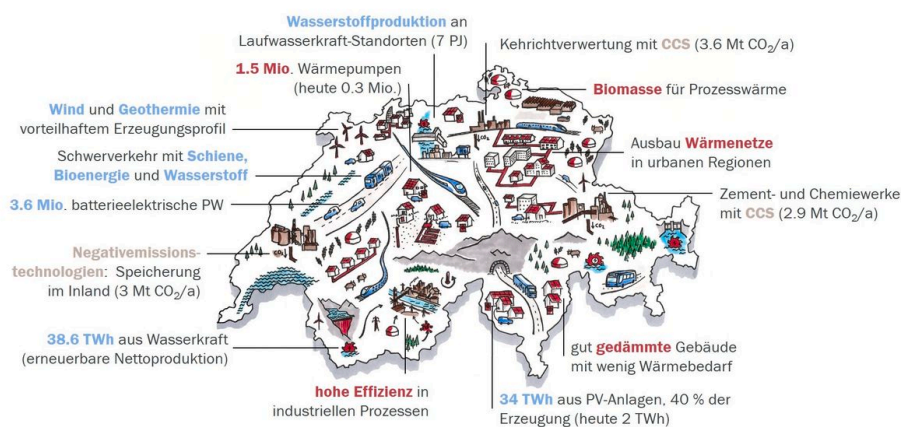 Wasserstoffproduktion an
Laufwasserkraft-Standorten (7 PJ)
Kehrichtverwertung mit CCS (3.6 Mt CO₂/a)
1.5 Mio. Wärmepumpen
(heute 0.3 Mio.)
Biomasse für Prozesswärme
Wind und Geothermie mit
vorteilhaftem Erzeugungsprofil
Ausbau Wärmenetze
in urbanen Regionen
Schwerverkehr mit Schiene,
Bioenergie und Wasserstoff
Zement- und Chemiewerke
mit CCS (2.9 Mt CO₂/a)
3.6 Mio. batterieelektrische PW
Negativemissions-
technologien: Speicherung
im Inland (3 Mt CO₂/a)
38.6 TWh aus Wasserkraft
(erneuerbare Nettoproduktion)
gut gedämmte Gebäude
mit wenig Wärmebedarf
hohe Effizienz in
industriellen Prozessen
34 TWh aus PV-Anlagen, 40 % der
Erzeugung (heute 2 TWh)
CO₂
CO₂
CO₂